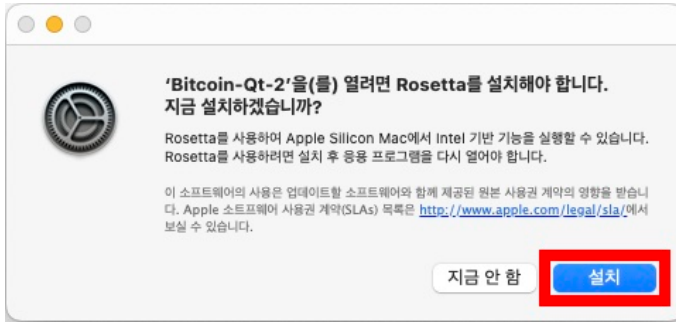 'Bitcoin-Qt-2'을(를) 열려면 Rosetta를 설치해야 합니다.
지금 설치하겠습니까?
Rosetta를 사용하여 Apple Silicon Mac에서 Intel 기반 기능을 실행할 수 있습니다.
Rosetta를 사용하려면 설치 후 응용 프로그램을 다시 열어야 합니다.
이 소프트웨어의 사용은 업데이트할 소프트웨어와 함께 제공된 원본 사용권 계약의 영향을 받습니
다. Apple 소트프웨어 사용권 계약(SLAs) 목록은 http://www.apple.com/legal/sla/에서
보실 수 있습니다.
지금 안 함
설치